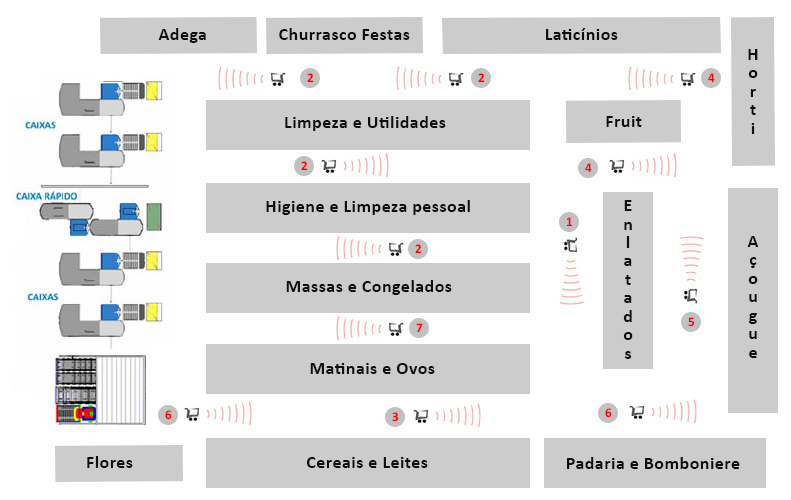 Adega
Churrasco Festas
Laticínios
Horti
2
2
4
CAIXAS
Limpeza e Utilidades
Fruit
2
4
CAIXA RÁPIDO
Higiene e Limpeza pessoal
Enlatados
Açougue
1
2
CAIXAS
Massas e Congelados
5
7
Matinais e Ovos
6
3
6
Flores
Cereais e Leites
Padaria e Bomboniere